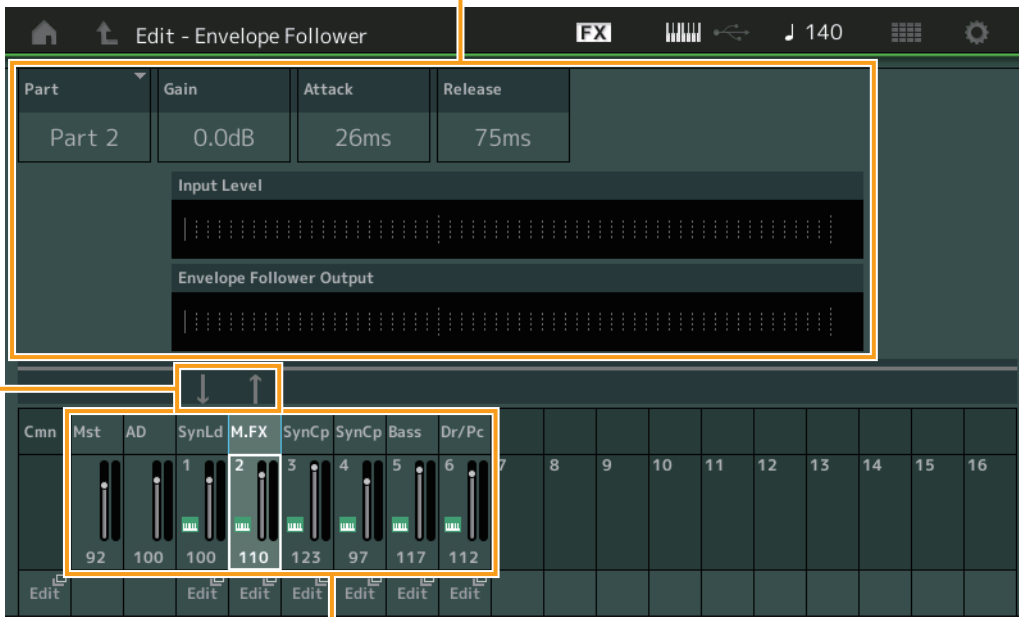 Edit - Envelope Follower FX ♩ 140
Part Gain Attack Release
Part 2 0.0dB 26ms 75ms
Input Level
Envelope Follower Output
↓ ↑
Cmn Mst AD SynLd M.FX SynCp SynCp Bass Dr/Pc
1 2 3 4 5 6 7 8 9 10 11 12 13 14 15 16
92 100 100 110 123 97 117 112
Edit Edit Edit Edit Edit Edit Edit